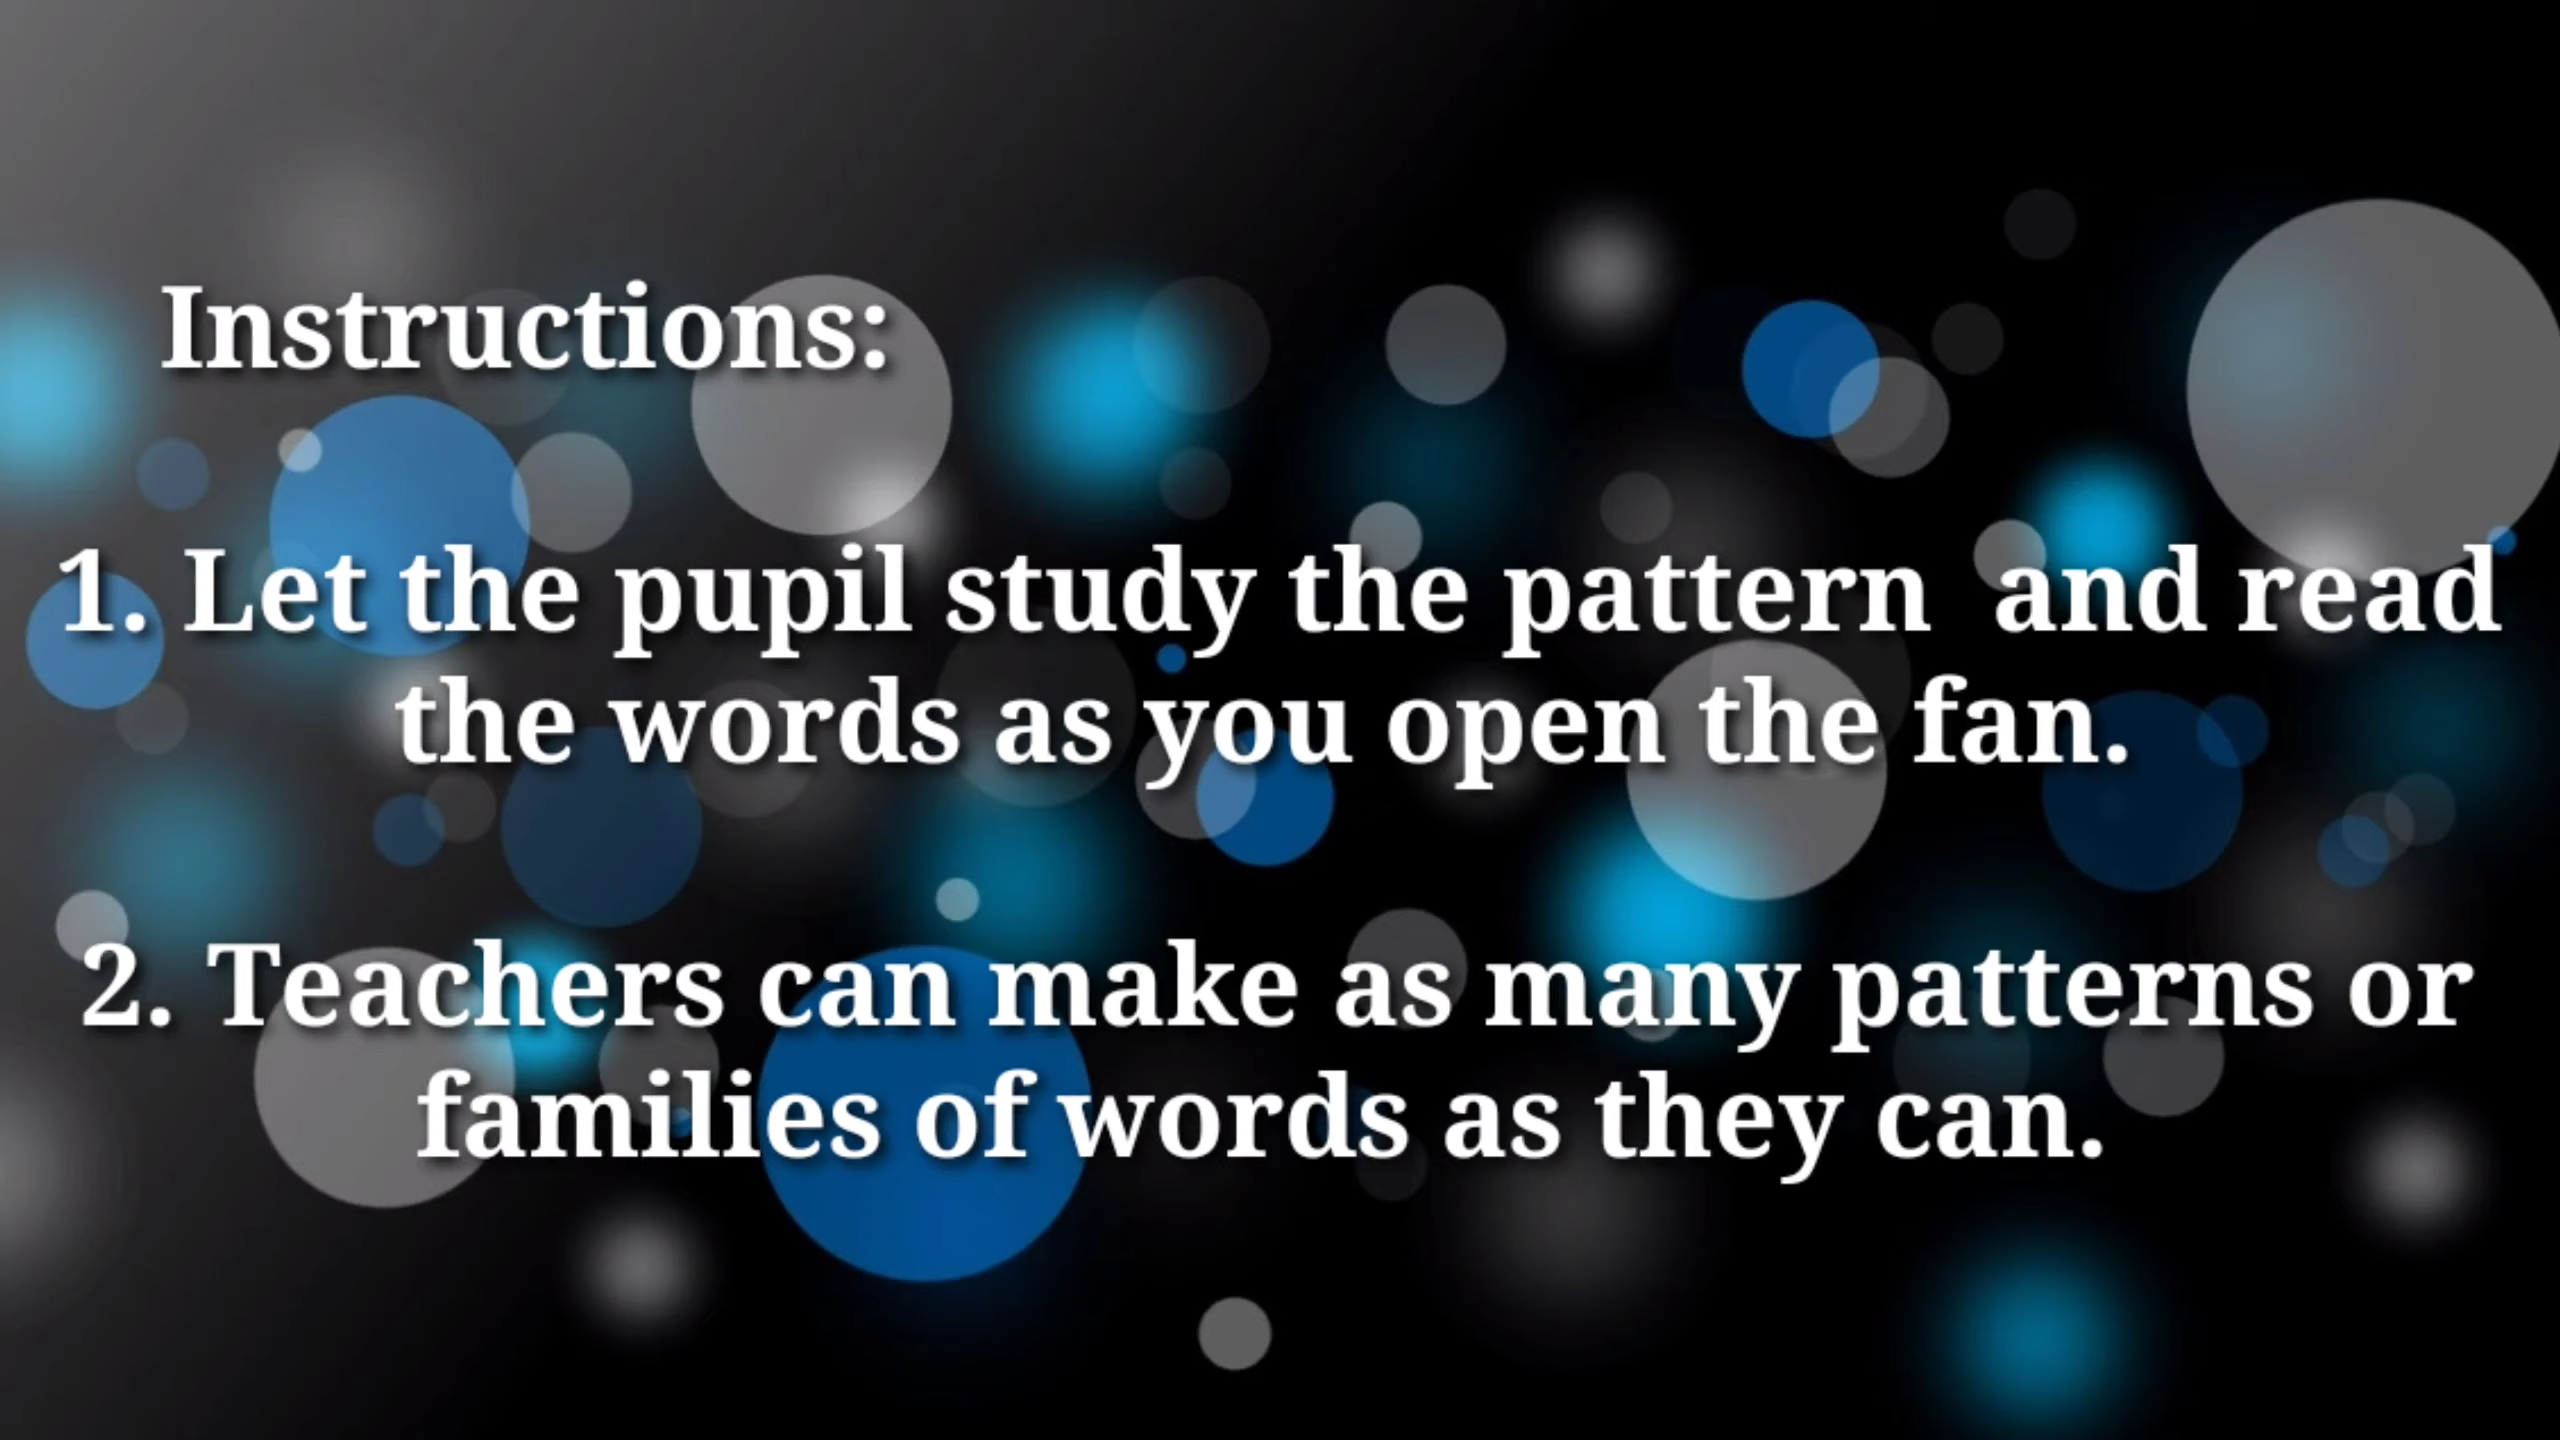 Instructions:
1. Let the pupil study the pattern  and read
the words as you open the fan.
2. Teachers can make as many patterns or
families of words as they can.